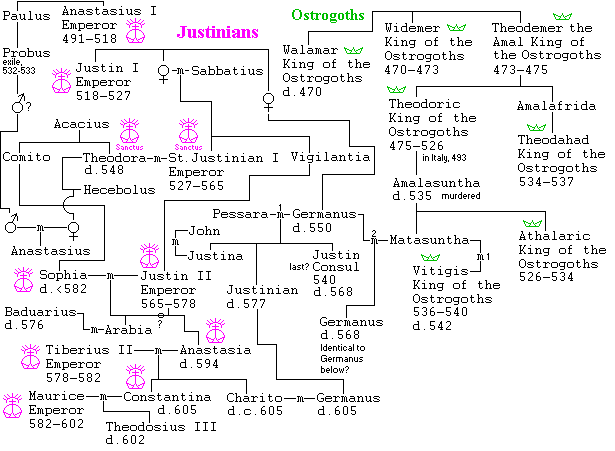 Justinians
Ostrogoths
Paulus
Anastasius I
Emperor
491-518
Probus
exile,
532-533
?
Justin I
Emperor
518-527
m
Sabbatius
Walamar
King of the
Ostrogoths
d.470
Widemer
King of the
Ostrogoths
470-473
Theodemer the
Amal King of
the Ostrogoths
473-475
Theodoric
King of the
Ostrogoths
475-526
in Italy, 493
Amalafrida
Theodahad
King of the
Ostrogoths
534-537
Acacius
Sanctus
Sanctus
Comito
Theodora
d.548
m
St.Justinian I
Emperor
527-565
Vigilantia
Hecebolus
Amalasuntha
d.535 murdered
m
Anastasius
John
m
Justina
Pessara
m
1
Germanus
d.550
2
m
Matasuntha
m 1
Athalaric
King of the
Ostrogoths
526-534
Vitigis
King of the
Ostrogoths
536-540
d.542
Sophia
d.<582
m
Justin II
Emperor
565-578
Justinian
d.577
last?
Justin
Consul
540
d.568
Germanus
d.568
Identical to
Germanus
below?
Baduarius
d.576
m
Arabia
?
Tiberius II
Emperor
578-582
m
Anastasia
d.594
Maurice
Emperor
582-602
m
Constantina
d.605
Charito
d.c.605
m
Germanus
d.605
Theodosius III
d.602